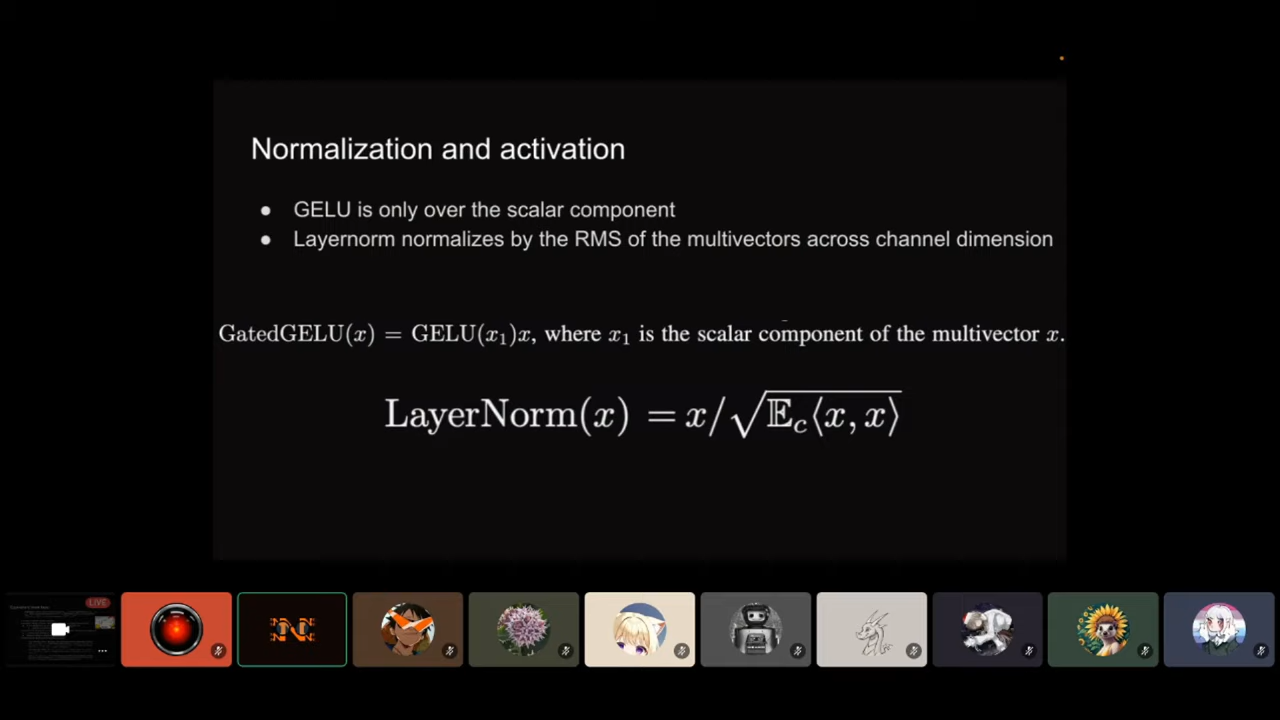 Normalization and activation
● GELU is only over the scalar component
● Layernorm normalizes by the RMS of the multivectors across channel dimension
GatedGELU(x) = GELU(x₁)x, where x₁ is the scalar component of the multivector x.
LayerNorm(x) = x/√𝔼_c⟨x, x⟩
LIVE